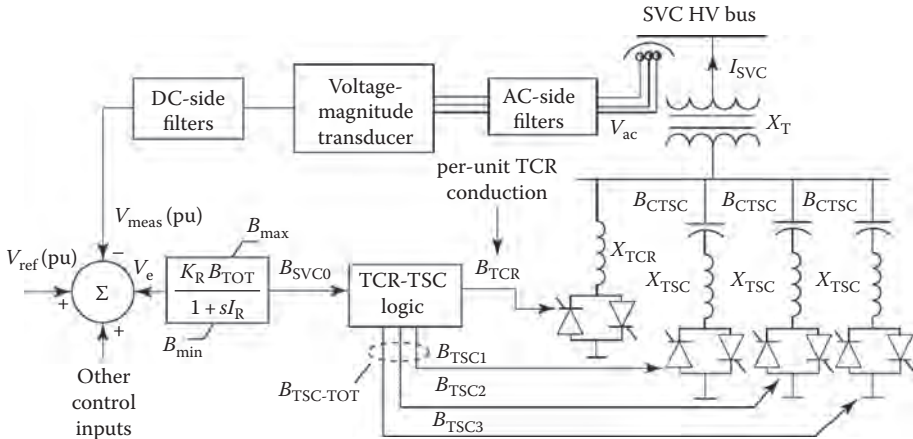 SVC HV bus
I_SVC
X_T
DC-side
filters
Voltage-
magnitude
transducer
AC-side
filters
V_ac
per-unit TCR
conduction
V_meas (pu)
V_ref (pu)
V_e
Σ
−
+
+
Other
control
inputs
B_max
K_R B_TOT
1 + sI_R
B_min
B_SVC0
TCR-TSC
logic
B_TCR
B_TSC-TOT
B_TSC1
B_TSC2
B_TSC3
X_TCR
B_CTSC
B_CTSC
B_CTSC
X_TSC
X_TSC
X_TSC